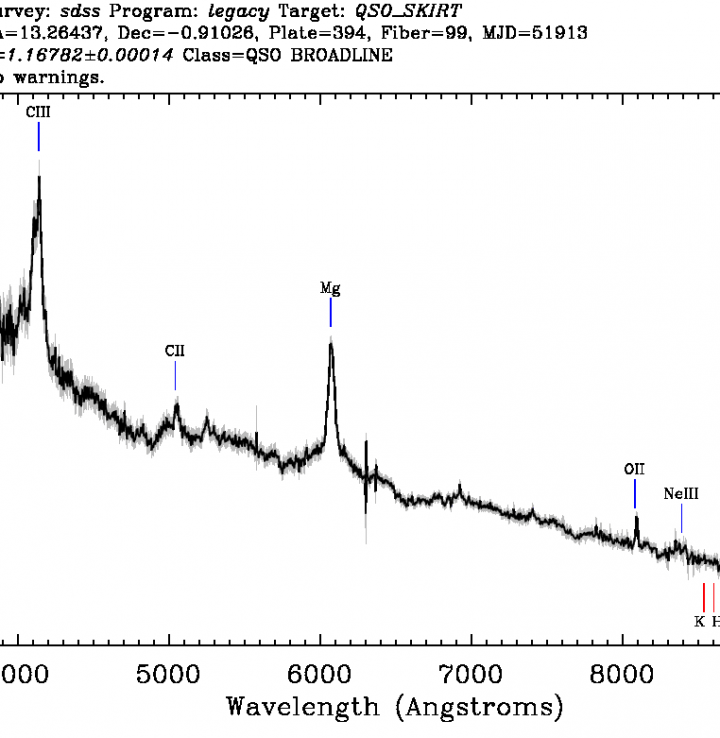 urvey: sdss Program: legacy Target: QSO_SKIRT
A=13.26437, Dec=−0.91026, Plate=394, Fiber=99, MJD=51913
=1.16782±0.00014 Class=QSO BROADLINE
o warnings.
CIII
Mg
CII
OII
NeIII
K H
000 5000 6000 7000 8000
Wavelength (Angstroms)